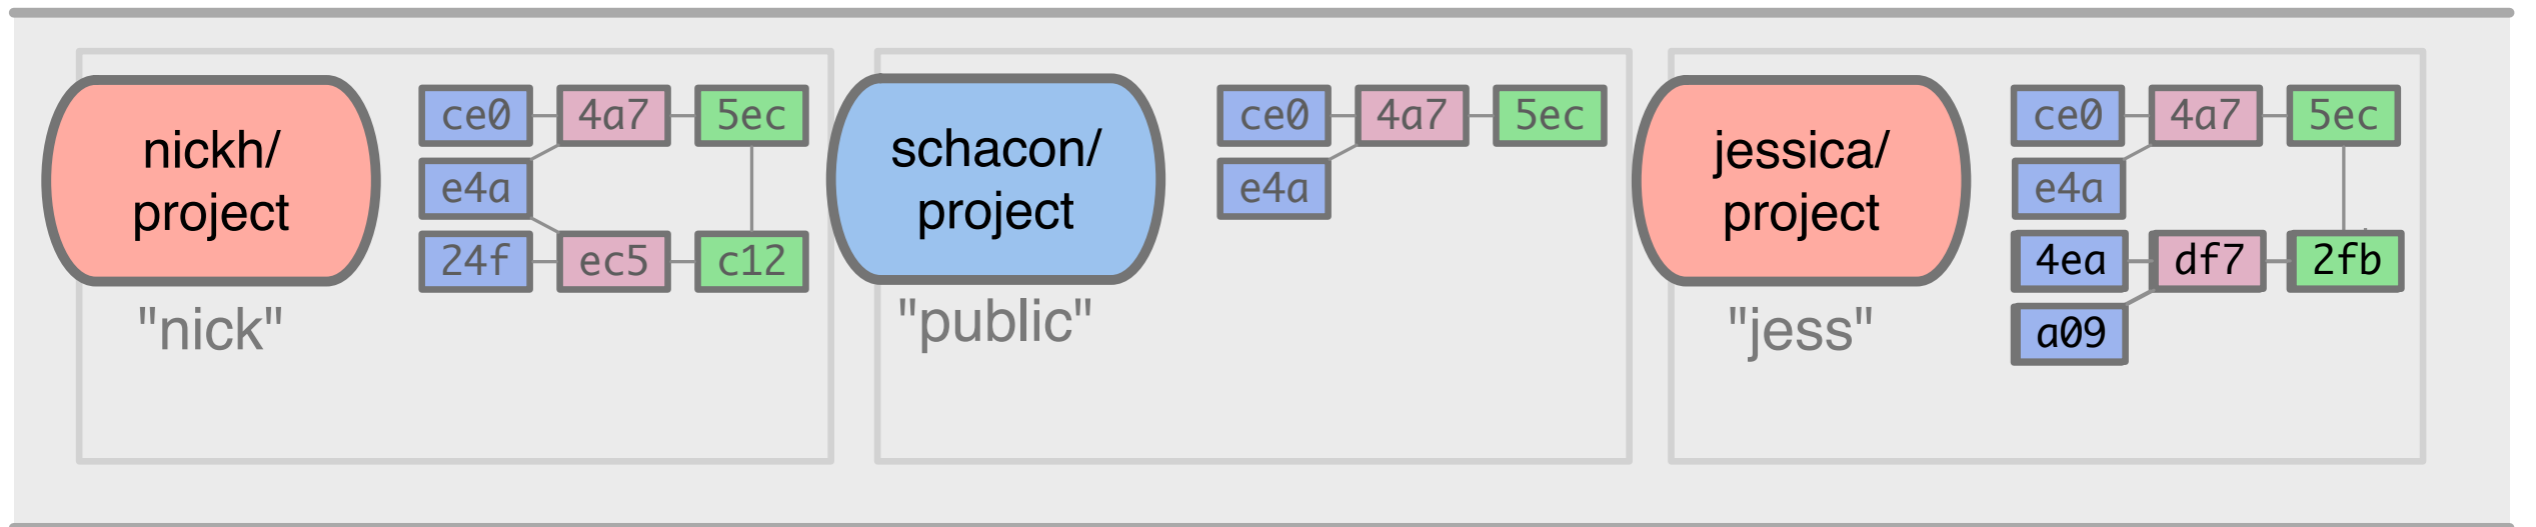 nickh/
project
"nick"
ce0 4a7 5ec
e4a
24f ec5 c12
schacon/
project
"public"
ce0 4a7 5ec
e4a
jessica/
project
"jess"
ce0 4a7 5ec
e4a
4ea df7 2fb
a09